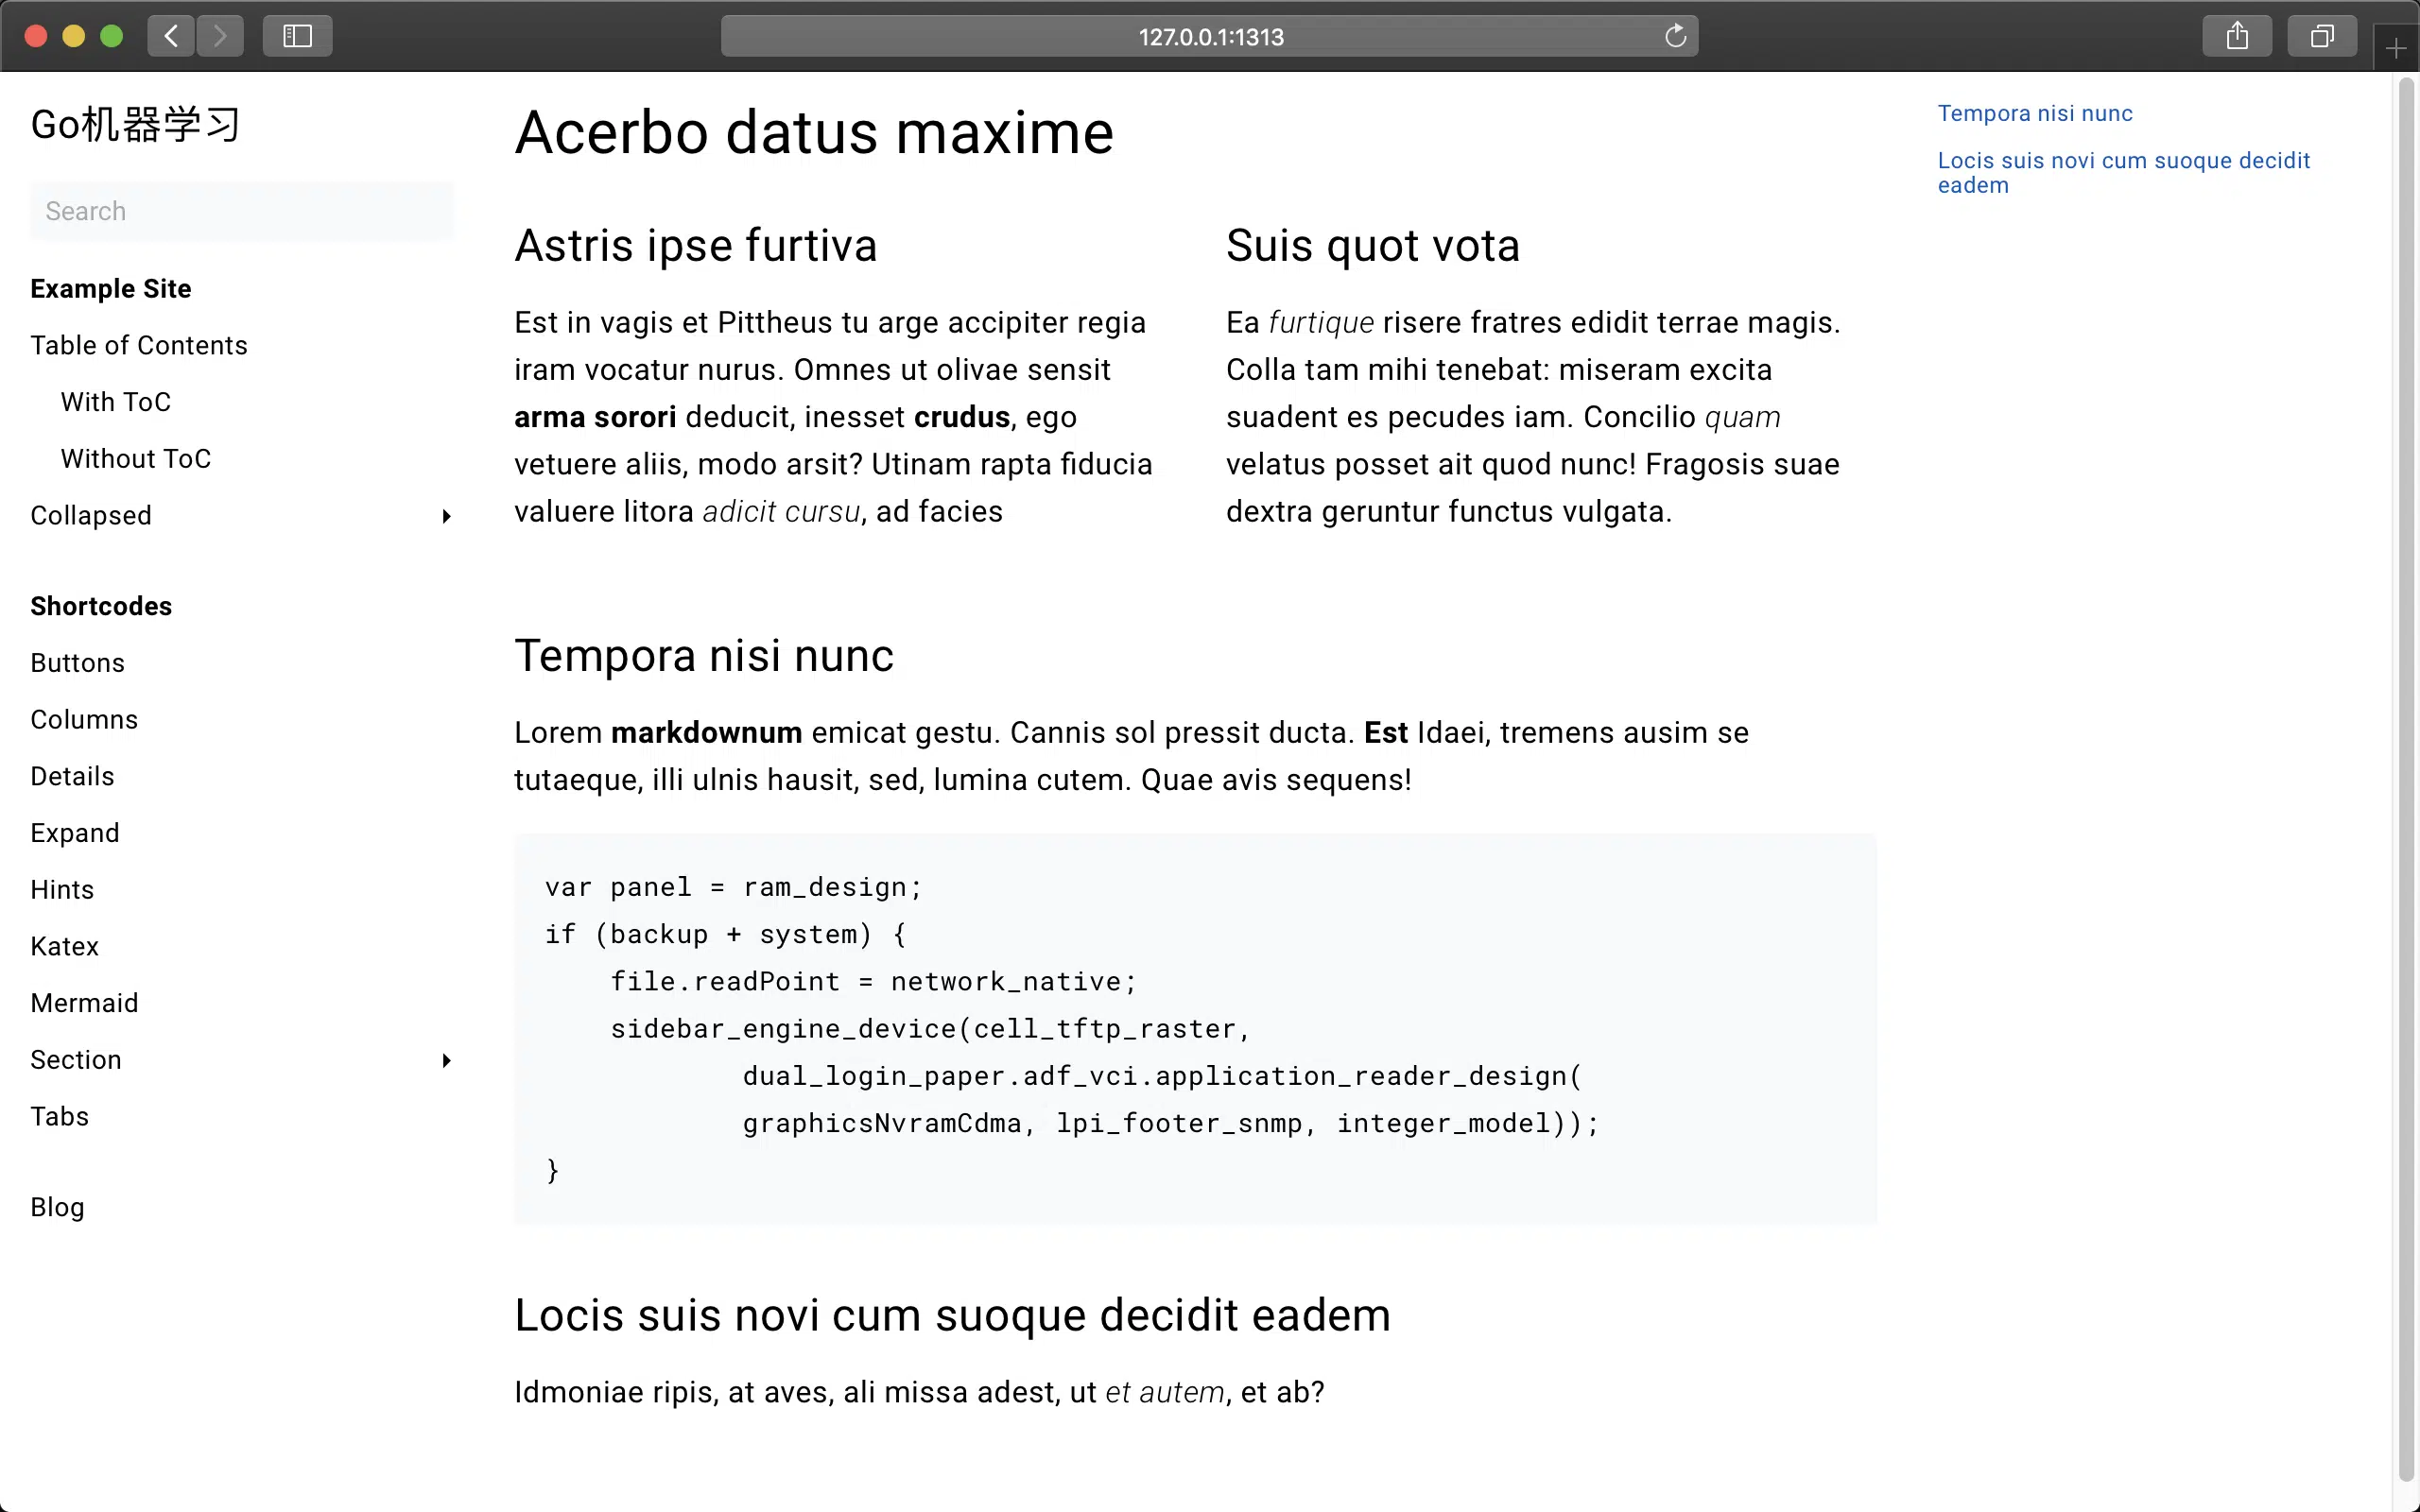 127.0.0.1:1313
Go机器学习
Search
Example Site
Table of Contents
With ToC
Without ToC
Collapsed
Shortcodes
Buttons
Columns
Details
Expand
Hints
Katex
Mermaid
Section
Tabs
Blog
Acerbo datus maxime
Astris ipse furtiva
Est in vagis et Pittheus tu arge accipiter regia
iram vocatur nurus. Omnes ut olivae sensit
arma sorori deducit, inesset crudus, ego
vetuere aliis, modo arsit? Utinam rapta fiducia
valuere litora adicit cursu, ad facies
Suis quot vota
Ea furtique risere fratres edidit terrae magis.
Colla tam mihi tenebat: miseram excita
suadent es pecudes iam. Concilio quam
velatus posset ait quod nunc! Fragosis suae
dextra geruntur functus vulgata.
Tempora nisi nunc
Lorem markdownum emicat gestu. Cannis sol pressit ducta. Est Idaei, tremens ausim se
tutaeque, illi ulnis hausit, sed, lumina cutem. Quae avis sequens!
var panel = ram_design;
if (backup + system) {
    file.readPoint = network_native;
    sidebar_engine_device(cell_tftp_raster,
            dual_login_paper.adf_vci.application_reader_design(
            graphicsNvramCdma, lpi_footer_snmp, integer_model));
}
Locis suis novi cum suoque decidit eadem
Idmoniae ripis, at aves, ali missa adest, ut et autem, et ab?
Tempora nisi nunc
Locis suis novi cum suoque decidit
eadem